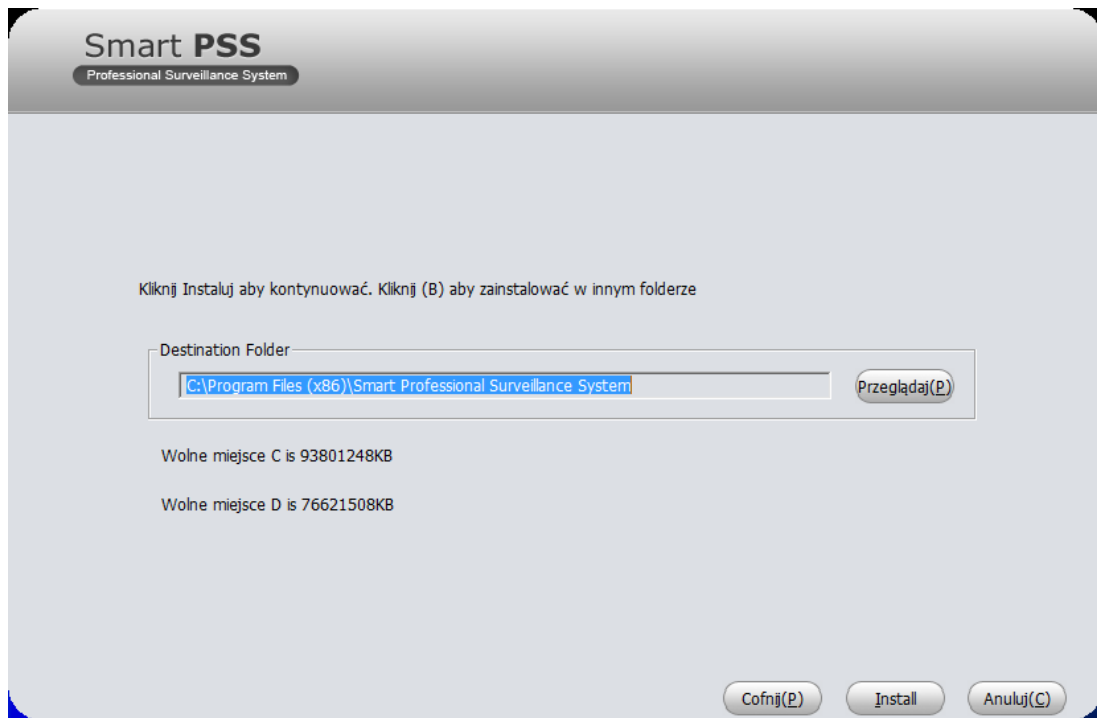 Smart PSS
Professional Surveillance System
Kliknij Instaluj aby kontynuować. Kliknij (B) aby zainstalować w innym folderze
Destination Folder
C:\Program Files (x86)\Smart Professional Surveillance System
Przeglądaj(P)
Wolne miejsce C is 93801248KB
Wolne miejsce D is 76621508KB
Cofnij(P)
Install
Anuluj(C)